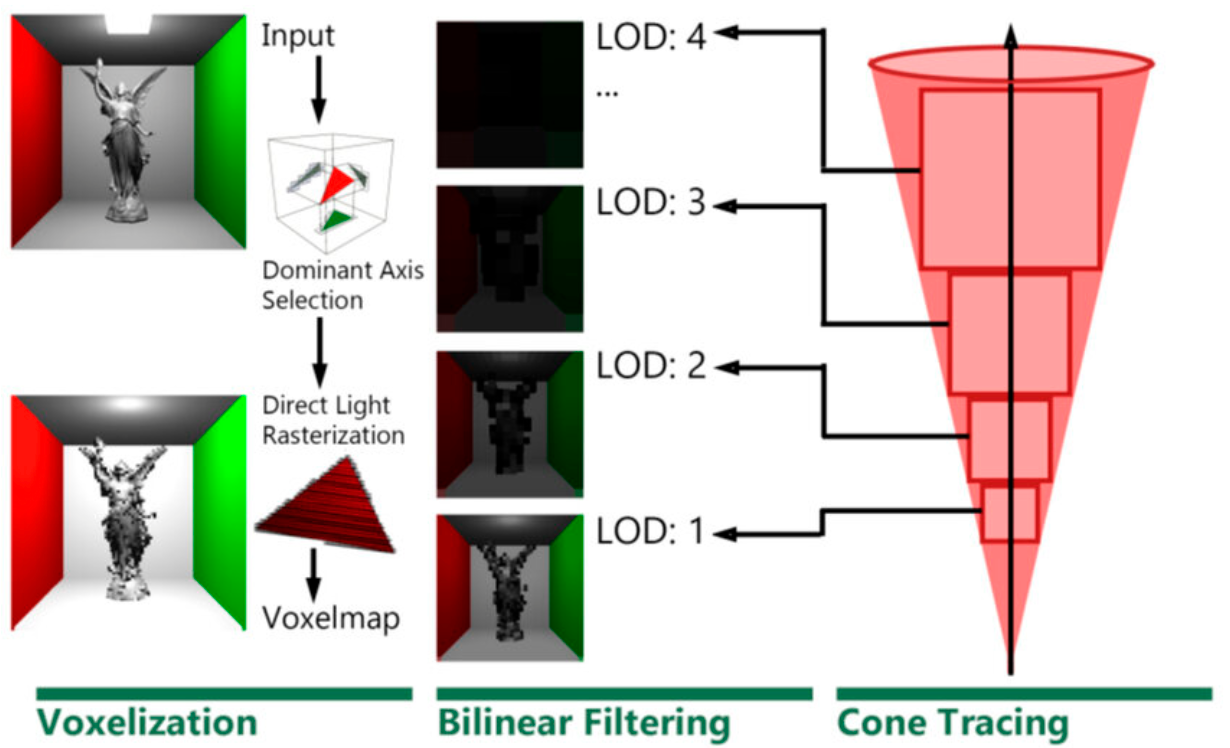 Input
Dominant Axis
Selection
Direct Light
Rasterization
Voxelmap
Voxelization
LOD: 4
...
LOD: 3
LOD: 2
LOD: 1
Bilinear Filtering
Cone Tracing